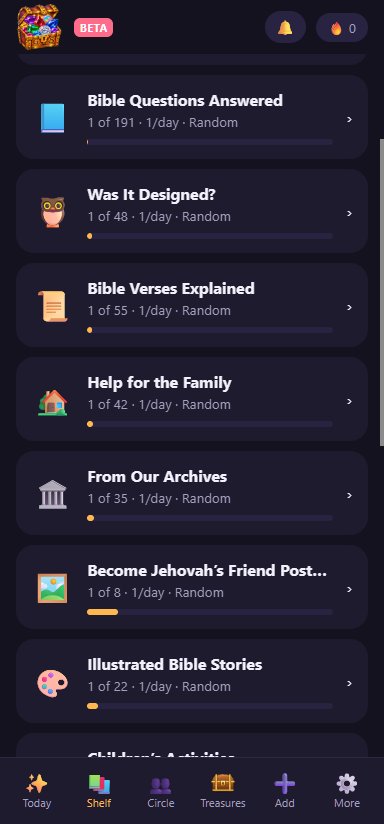 BETA
0
Bible Questions Answered
1 of 191 · 1/day · Random
Was It Designed?
1 of 48 · 1/day · Random
Bible Verses Explained
1 of 55 · 1/day · Random
Help for the Family
1 of 42 · 1/day · Random
From Our Archives
1 of 35 · 1/day · Random
Become Jehovah’s Friend Post...
1 of 8 · 1/day · Random
Illustrated Bible Stories
1 of 22 · 1/day · Random
Children’s Activities
Today
Shelf
Circle
Treasures
Add
More